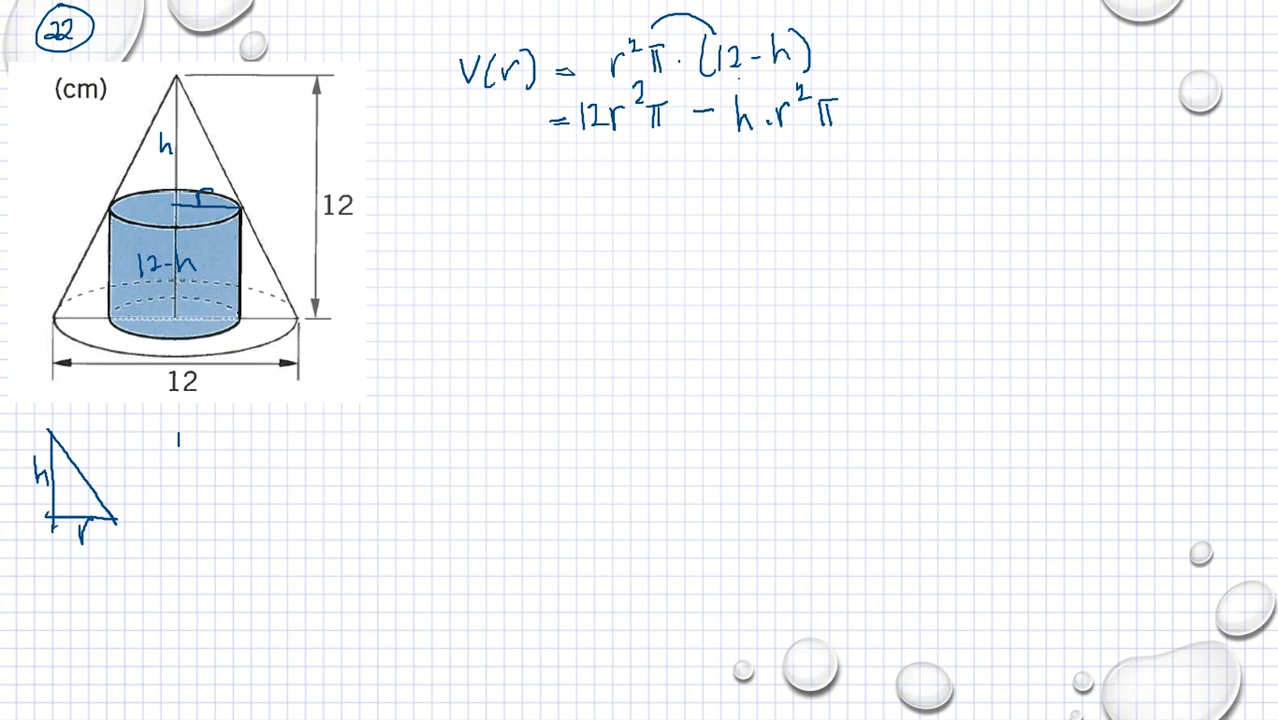 22
V(r) = r²π · (12 - h)
= 12r²π - h · r²π
(cm)
h
r
12
12-h
12
h
r